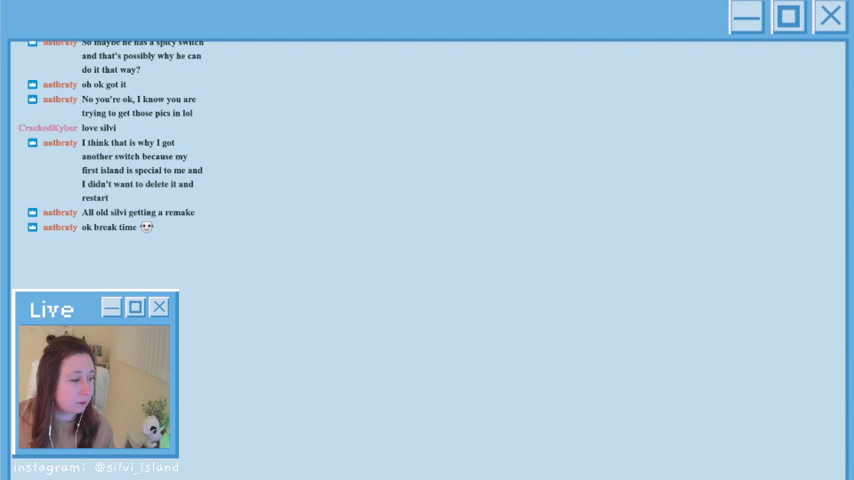 natbraty So maybe he has a spicy switch
and that's possibly why he can
do it that way?
natbraty oh ok got it
natbraty No you're ok, I know you are
trying to get those pics in lol
CrackedKyber love silvi
natbraty I think that is why I got
another switch because my
first island is special to me and
I didn't want to delete it and
restart
natbraty All old silvi getting a remake
natbraty ok break time
Live
instagram: @silvi_island